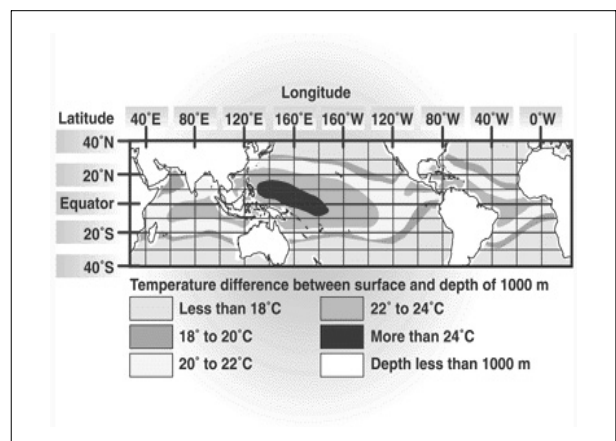 Longitude
Latitude 40°E 80°E 120°E 160°E 160°W 120°W 80°W 40°W 0°W
40°N
20°N
Equator
20°S
40°S
Temperature difference between surface and depth of 1000 m
Less than 18°C 22° to 24°C
18° to 20°C More than 24°C
20° to 22°C Depth less than 1000 m